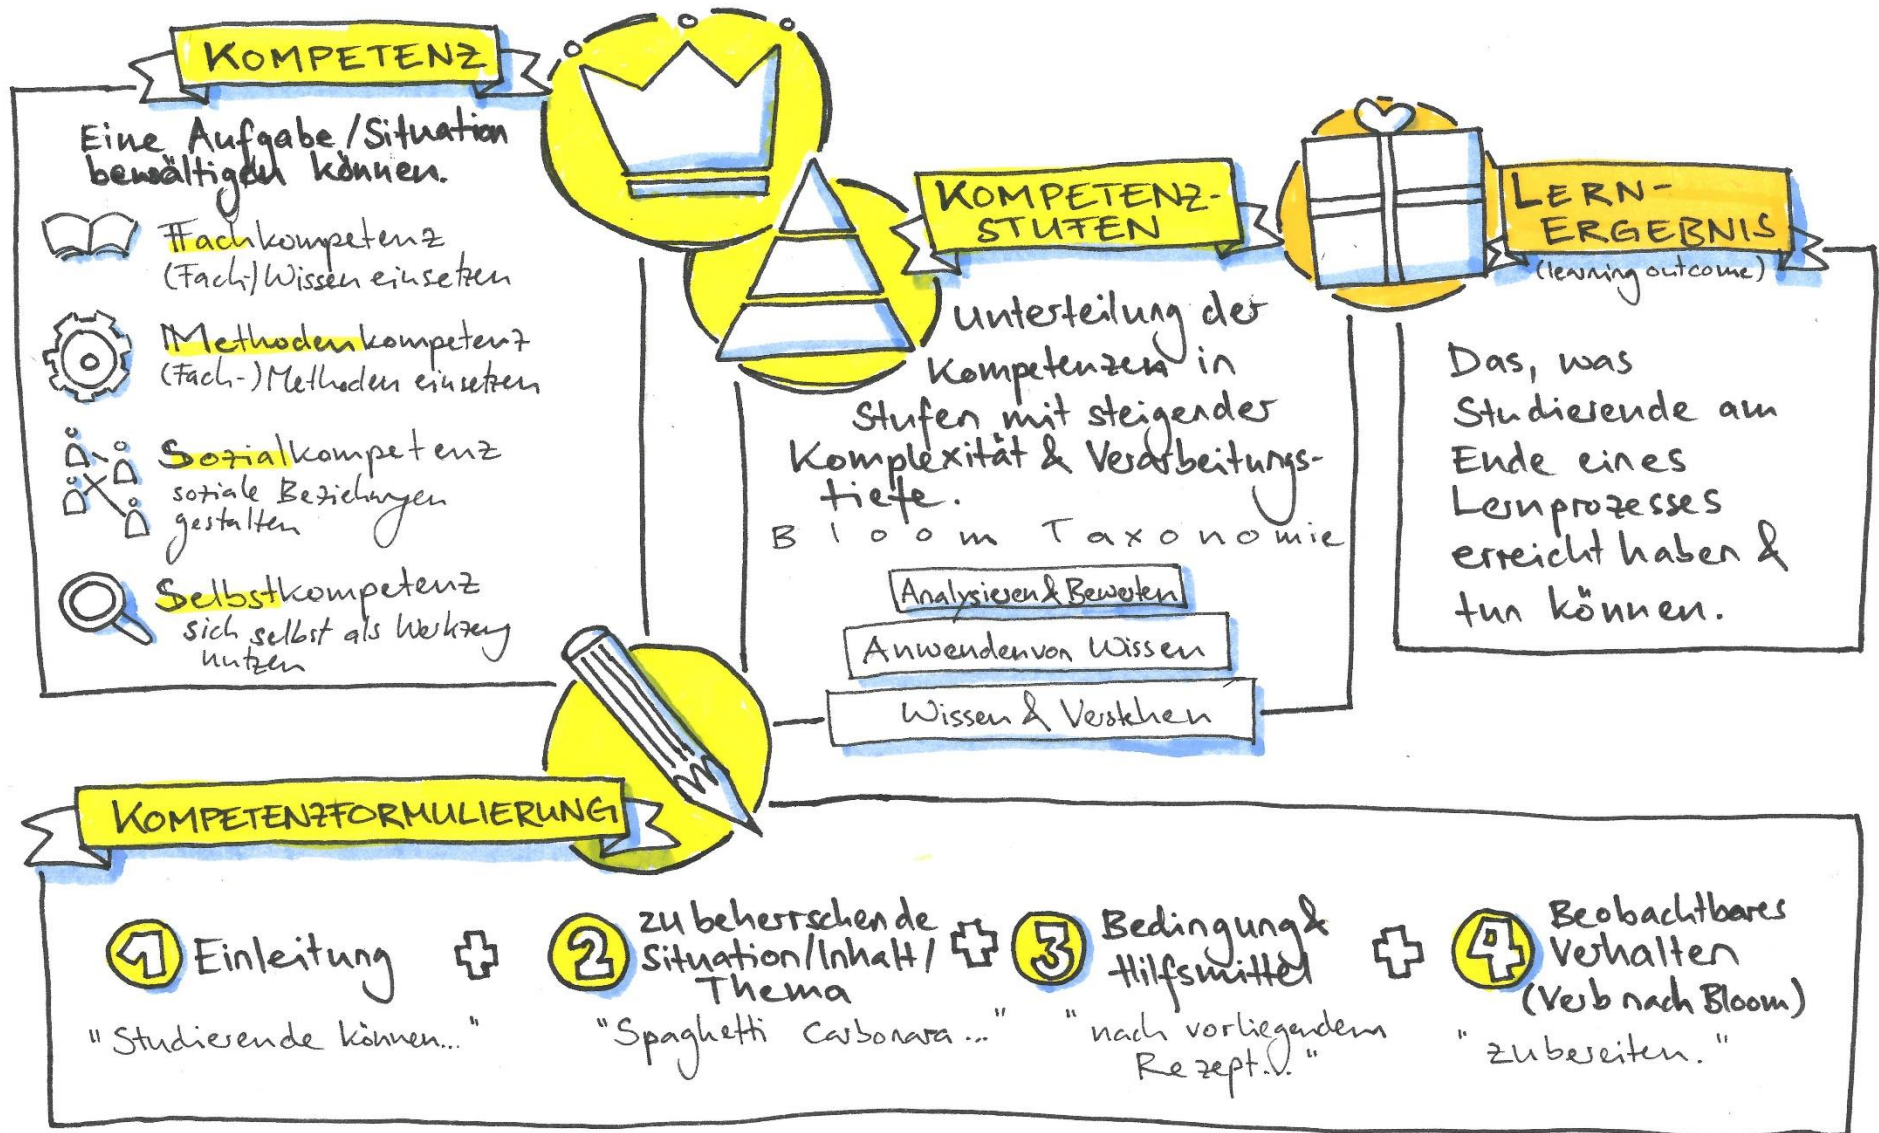 KOMPETENZ
Eine Aufgabe/Situation
bewältigen können.
Fachkompetenz
(Fach-)Wissen einsetzen
Methodenkompetenz
(Fach-)Methoden einsetzen
Sozialkompetenz
soziale Beziehungen
gestalten
Selbstkompetenz
sich selbst als Werkzeug
nutzen
KOMPETENZ-
STUFEN
Unterteilung der
Kompetenzen in
Stufen mit steigender
Komplexität & Verarbeitungs-
tiefe.
Bloom Taxonomie
Analysieren & Bewerten
Anwenden von Wissen
Wissen & Verstehen
LERN-
ERGEBNIS
(learning outcome)
Das, was
Studierende am
Ende eines
Lernprozesses
erreicht haben &
tun können.
KOMPETENZFORMULIERUNG
1 Einleitung
"Studierende können..."
+
2 zu beherrschende
Situation/Inhalt/
Thema
"Spaghetti Carbonara..."
+
3 Bedingung &
Hilfsmittel
"nach vorliegendem
Rezept..."
+
4 Beobachtbares
Verhalten
(Verb nach Bloom)
"zubereiten."